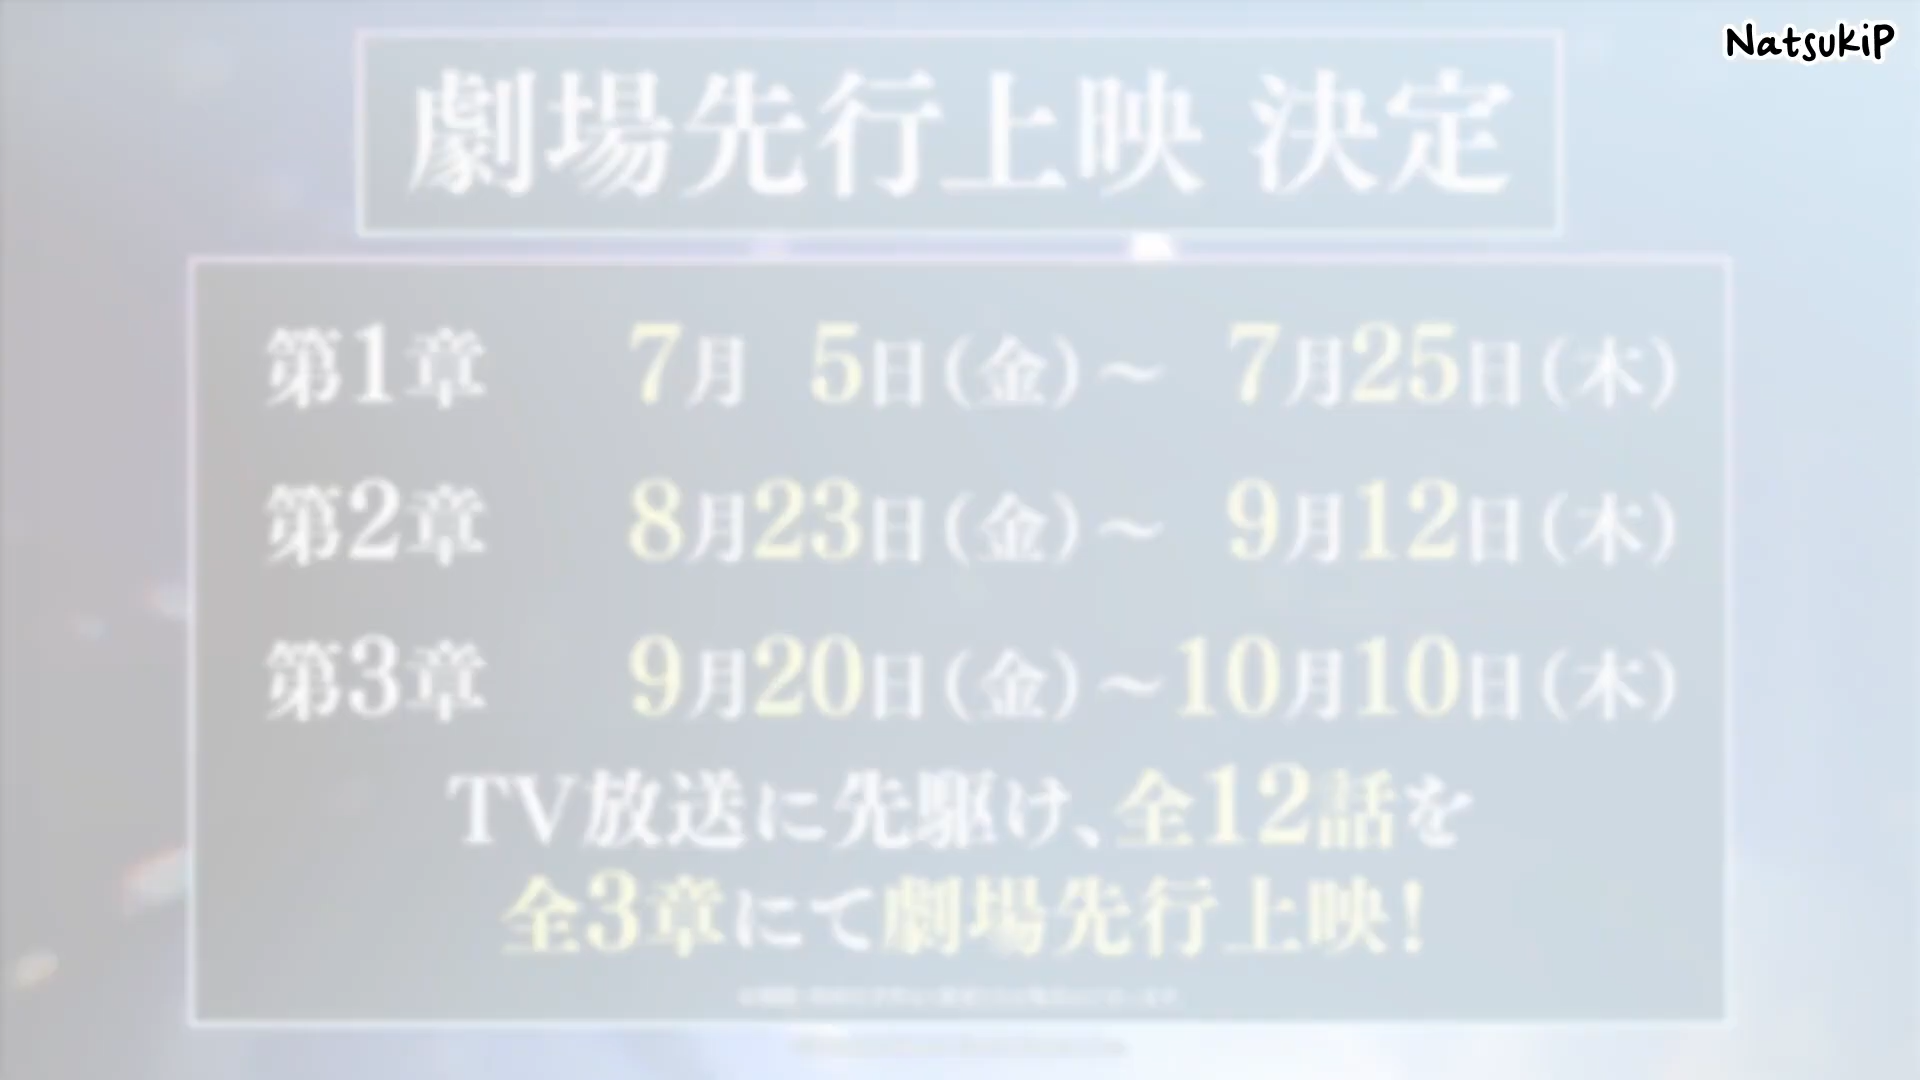 NatsukiP
劇場先行上映 決定
第1章 7月 5日(金)～ 7月25日(木)
第2章 8月23日(金)～ 9月12日(木)
第3章 9月20日(金)～10月10日(木)
TV放送に先駆け、全12話を
全3章にて劇場先行上映!